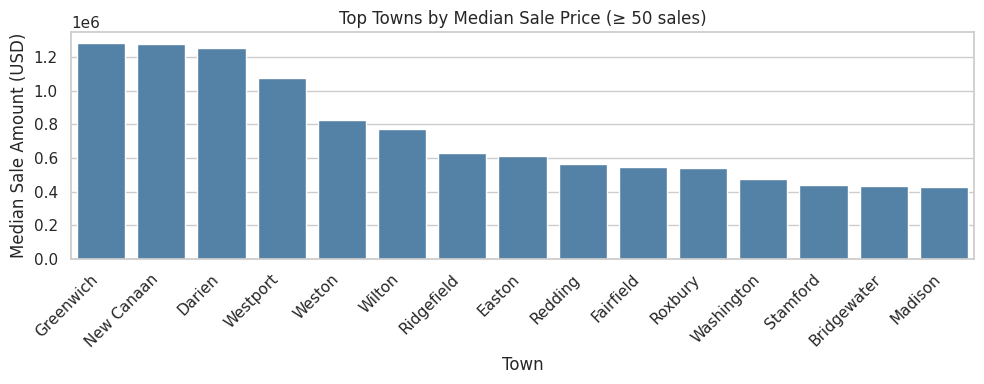 Top Towns by Median Sale Price (≥ 50 sales)
1e6
Median Sale Amount (USD)
1.2
1.0
0.8
0.6
0.4
0.2
0.0
Greenwich
New Canaan
Darien
Westport
Weston
Wilton
Ridgefield
Easton
Redding
Fairfield
Roxbury
Washington
Stamford
Bridgewater
Madison
Town